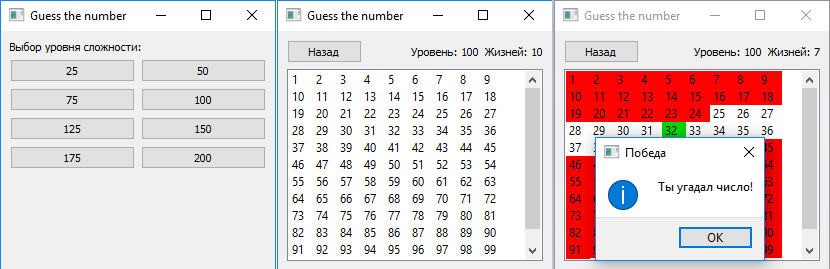 Guess the number
Выбор уровня сложности:
25 50
75 100
125 150
175 200
Guess the number
Назад Уровень: 100 Жизней: 10
1 2 3 4 5 6 7 8 9
10 11 12 13 14 15 16 17 18
19 20 21 22 23 24 25 26 27
28 29 30 31 32 33 34 35 36
37 38 39 40 41 42 43 44 45
46 47 48 49 50 51 52 53 54
55 56 57 58 59 60 61 62 63
64 65 66 67 68 69 70 71 72
73 74 75 76 77 78 79 80 81
82 83 84 85 86 87 88 89 90
91 92 93 94 95 96 97 98 99
Guess the number
Назад Уровень: 100 Жизней: 7
1 2 3 4 5 6 7 8 9
10 11 12 13 14 15 16 17 18
19 20 21 22 23 24 25 26 27
28 29 30 31 32 33 34 35 36
37
46
55
64
73
82
91
Победа
Ты угадал число!
OK